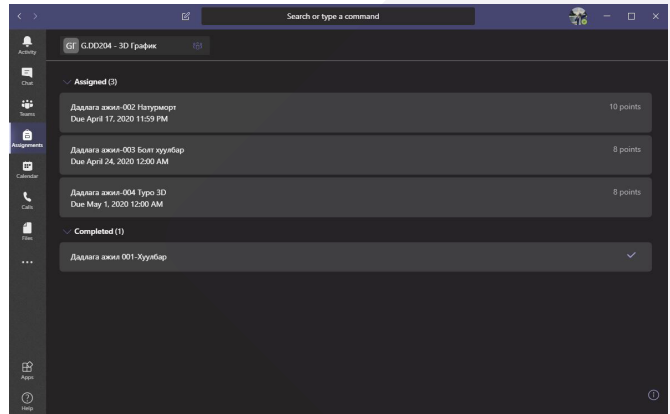 Search or type a command
Activity
Chat
Teams
Assignments
Calendar
Calls
Files
Apps
Help
GГ G.DD204 - 3D График
Assigned (3)
Дадлага ажил-002 Натурморт
10 points
Due April 17, 2020 11:59 PM
Дадлага ажил-003 Болт хуулбар
8 points
Due April 24, 2020 12:00 AM
Дадлага ажил-004 Typo 3D
8 points
Due May 1, 2020 12:00 AM
Completed (1)
Дадлага ажил 001-Хуулбар